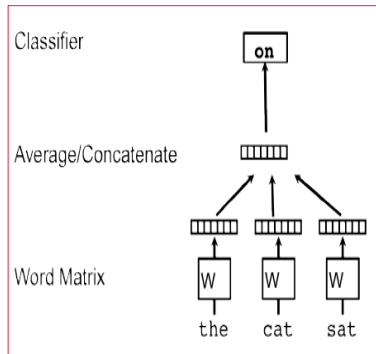 Classifier
on
Average/Concatenate
Word Matrix
W W W
the cat sat